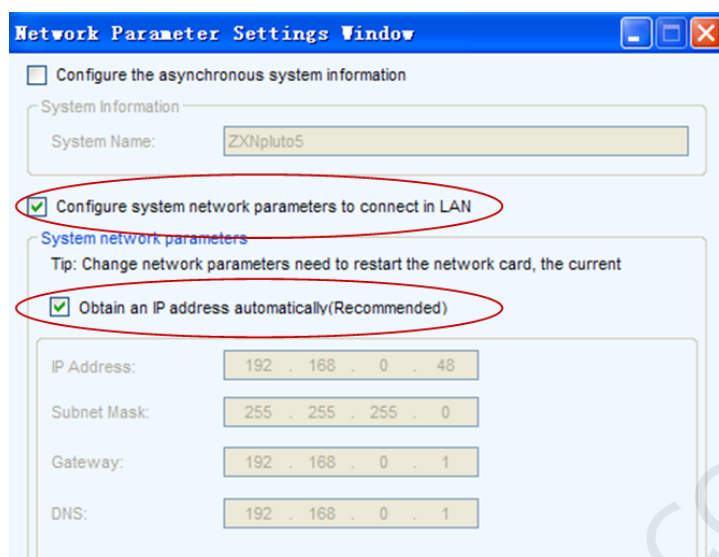 Network Parameter Settings Window
Configure the asynchronous system information
System Information
System Name: ZXNpluto5
Configure system network parameters to connect in LAN
System network parameters
Tip: Change network parameters need to restart the network card, the current
Obtain an IP address automatically(Recommended)
IP Address: 192 . 168 . 0 . 48
Subnet Mask: 255 . 255 . 255 . 0
Gateway: 192 . 168 . 0 . 1
DNS: 192 . 168 . 0 . 1